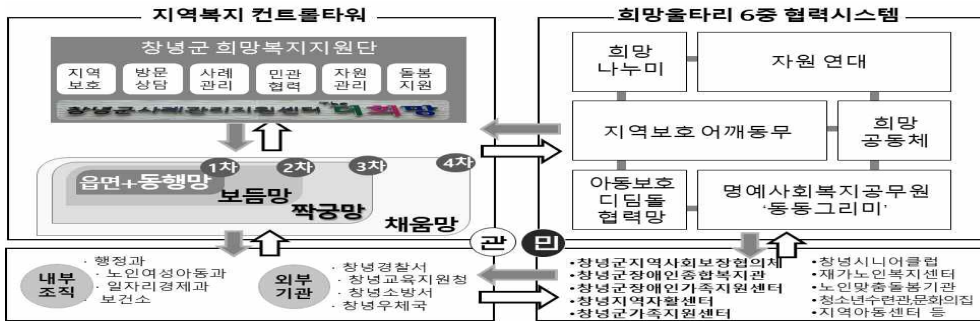 지역복지 컨트롤타워
창녕군 희망복지지원단
지역
보호
방문
상담
사례
관리
민관
협력
자원
관리
돌봄
지원
창녕군사례관리지원센터 The 더 희망
1차
2차
3차
4차
읍면+동행망
보듬망
짝궁망
채움망
내부
조직
· 행정과
· 노인여성아동과
· 일자리경제과
· 보건소
외부
기관
· 창녕경찰서
· 창녕교육지원청
· 창녕소방서
· 창녕우체국
관
민
희망울타리 6중 협력시스템
희망
나누미
자원 연대
지역보호 어깨동무
희망
공동체
아동보호
디딤돌
협력망
명예사회복지공무원
‘동동그리미’
•창녕군지역사회보장협의체
•창녕군장애인종합복지관
•창녕군장애인가족지원센터
•창녕지역자활센터
•창녕군가족지원센터
•창녕시니어클럽
•재가노인복지센터
•노인맞춤돌봄기관
•청소년수련관,문화의집
•지역아동센터 등